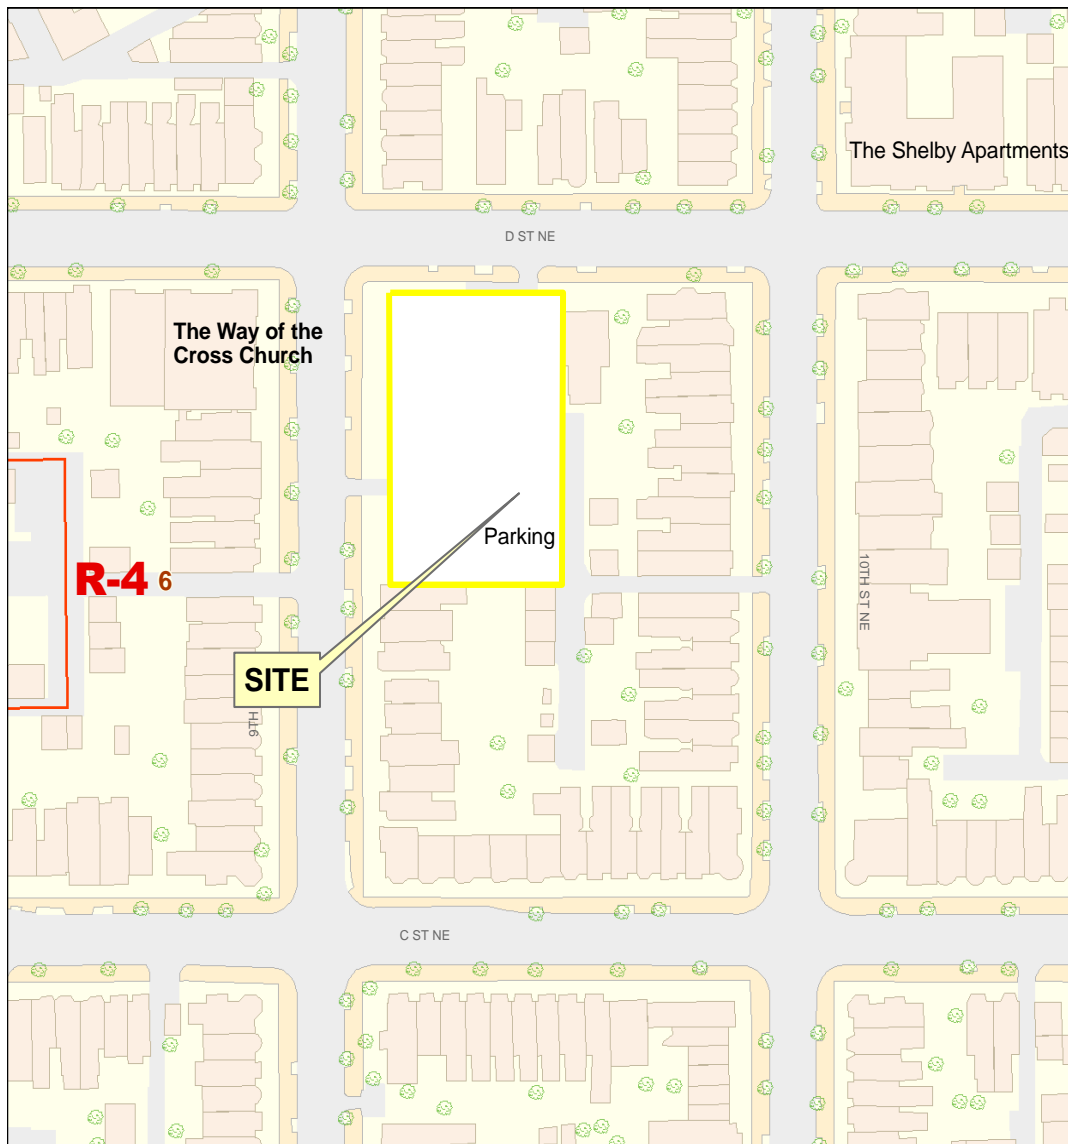 The Shelby Apartments
D ST NE
The Way of the
Cross Church
Parking
R-4 6
10TH ST NE
SITE
9TH
C ST NE